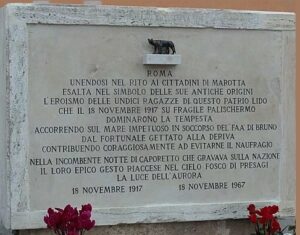 ROMA
UNENDOSI NEL RITO AI CITTADINI DI MAROTTA
ESALTA NEL SIMBOLO DELLE SUE ANTICHE ORIGINI
L'EROISMO DELLE UNDICI RAGAZZE DI QUESTO PATRIO LIDO
CHE IL 18 NOVEMBRE 1917 SU FRAGILE PALISCHERMO
DOMINARONO LA TEMPESTA
ACCORRENDO SUL MARE IMPETUOSO IN SOCCORSO DEL FAA DI BRUNO
DAL FORTUNALE GETTATO ALLA DERIVA
CONTRIBUENDO CORAGGIOSAMENTE AD EVITARNE IL NAUFRAGIO
NELLA INCOMBENTE NOTTE DI CAPORETTO CHE GRAVAVA SULLA NAZIONE
IL LORO EPICO GESTO RIACCESE NEL CIELO FOSCO DI PRESAGI
LA LUCE DELL'AURORA
18 NOVEMBRE 1917 18 NOVEMBRE 1967